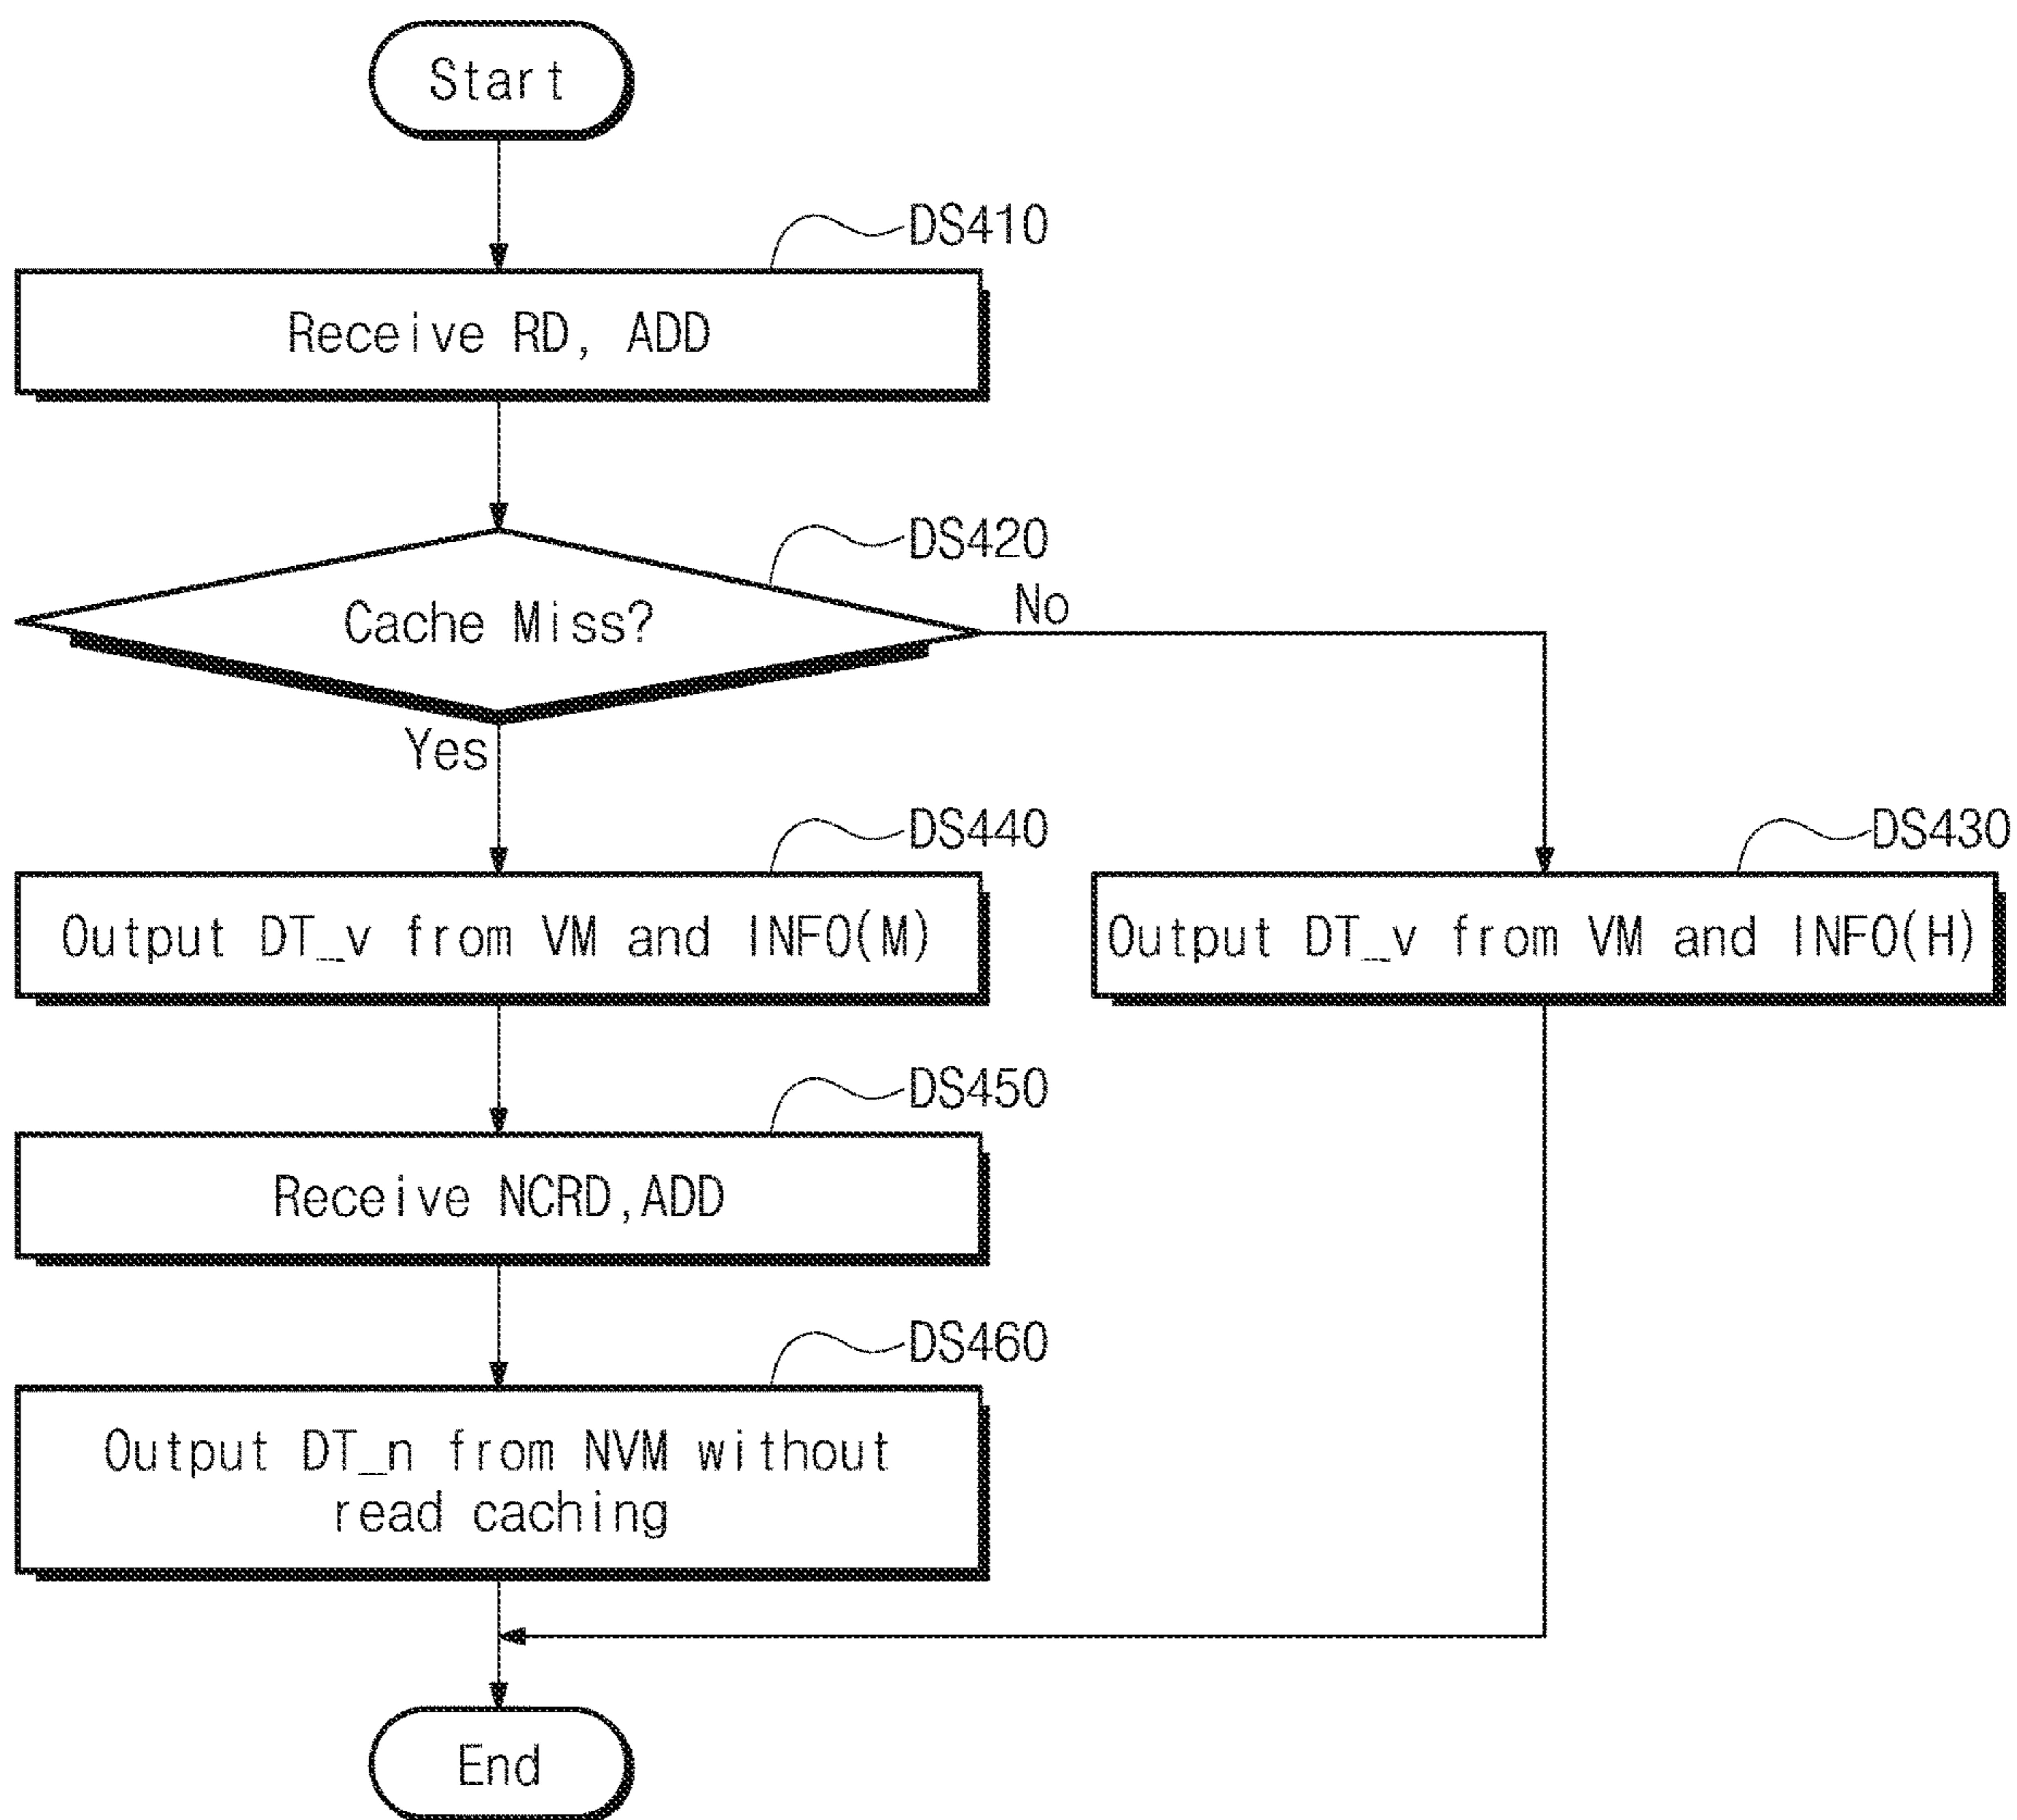 Start
DS410
Receive RD, ADD
DS420
Cache Miss?
No
Yes
DS440
Output DT_v from VM and INFO(M)
DS430
Output DT_v from VM and INFO(H)
DS450
Receive NCRD,ADD
DS460
Output DT_n from NVM without
read caching
End